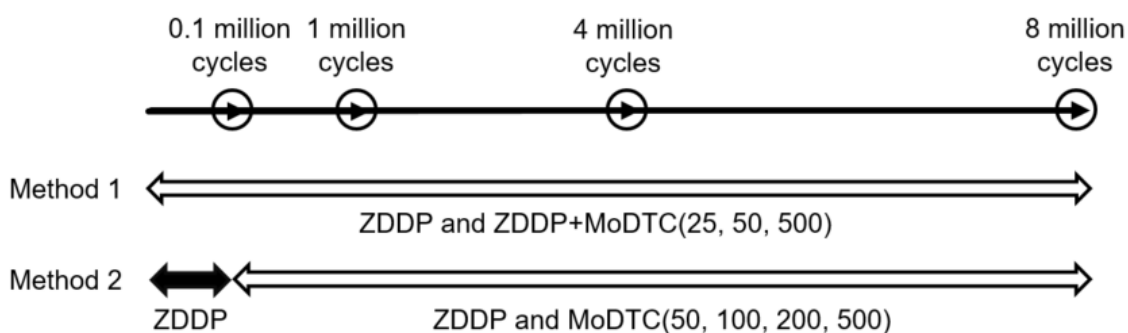 0.1 million
cycles
1 million
cycles
4 million
cycles
8 million
cycles
Method 1
ZDDP and ZDDP+MoDTC(25, 50, 500)
Method 2
ZDDP
ZDDP and MoDTC(50, 100, 200, 500)